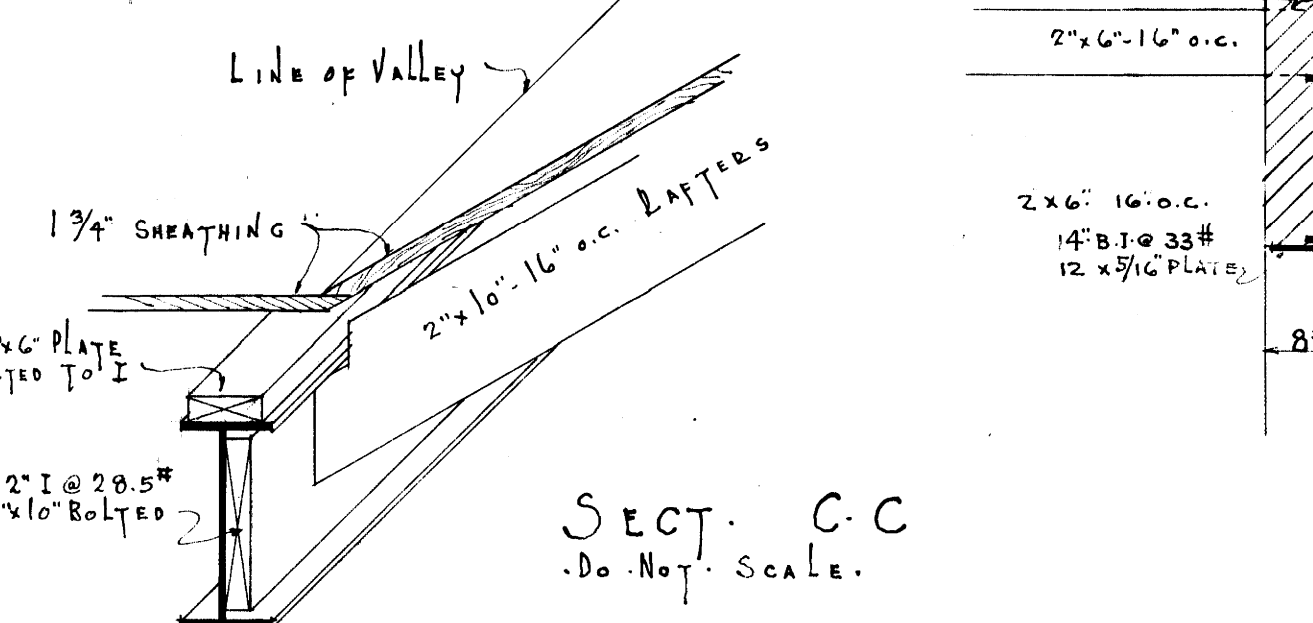 LINE OF VALLEY
1 3/4" SHEATHING
2"x10"-16" o.c. RAFTERS
x6" PLATE
TED TO I
2" I @ 28.5#
"x10" BOLTED
SECT. C.C
.DO.NOT. SCALE.
2"x6"-16" o.c.
2x6" 16" o.c.
14" B.I. @ 33#
12 x 5/16" PLATE
8